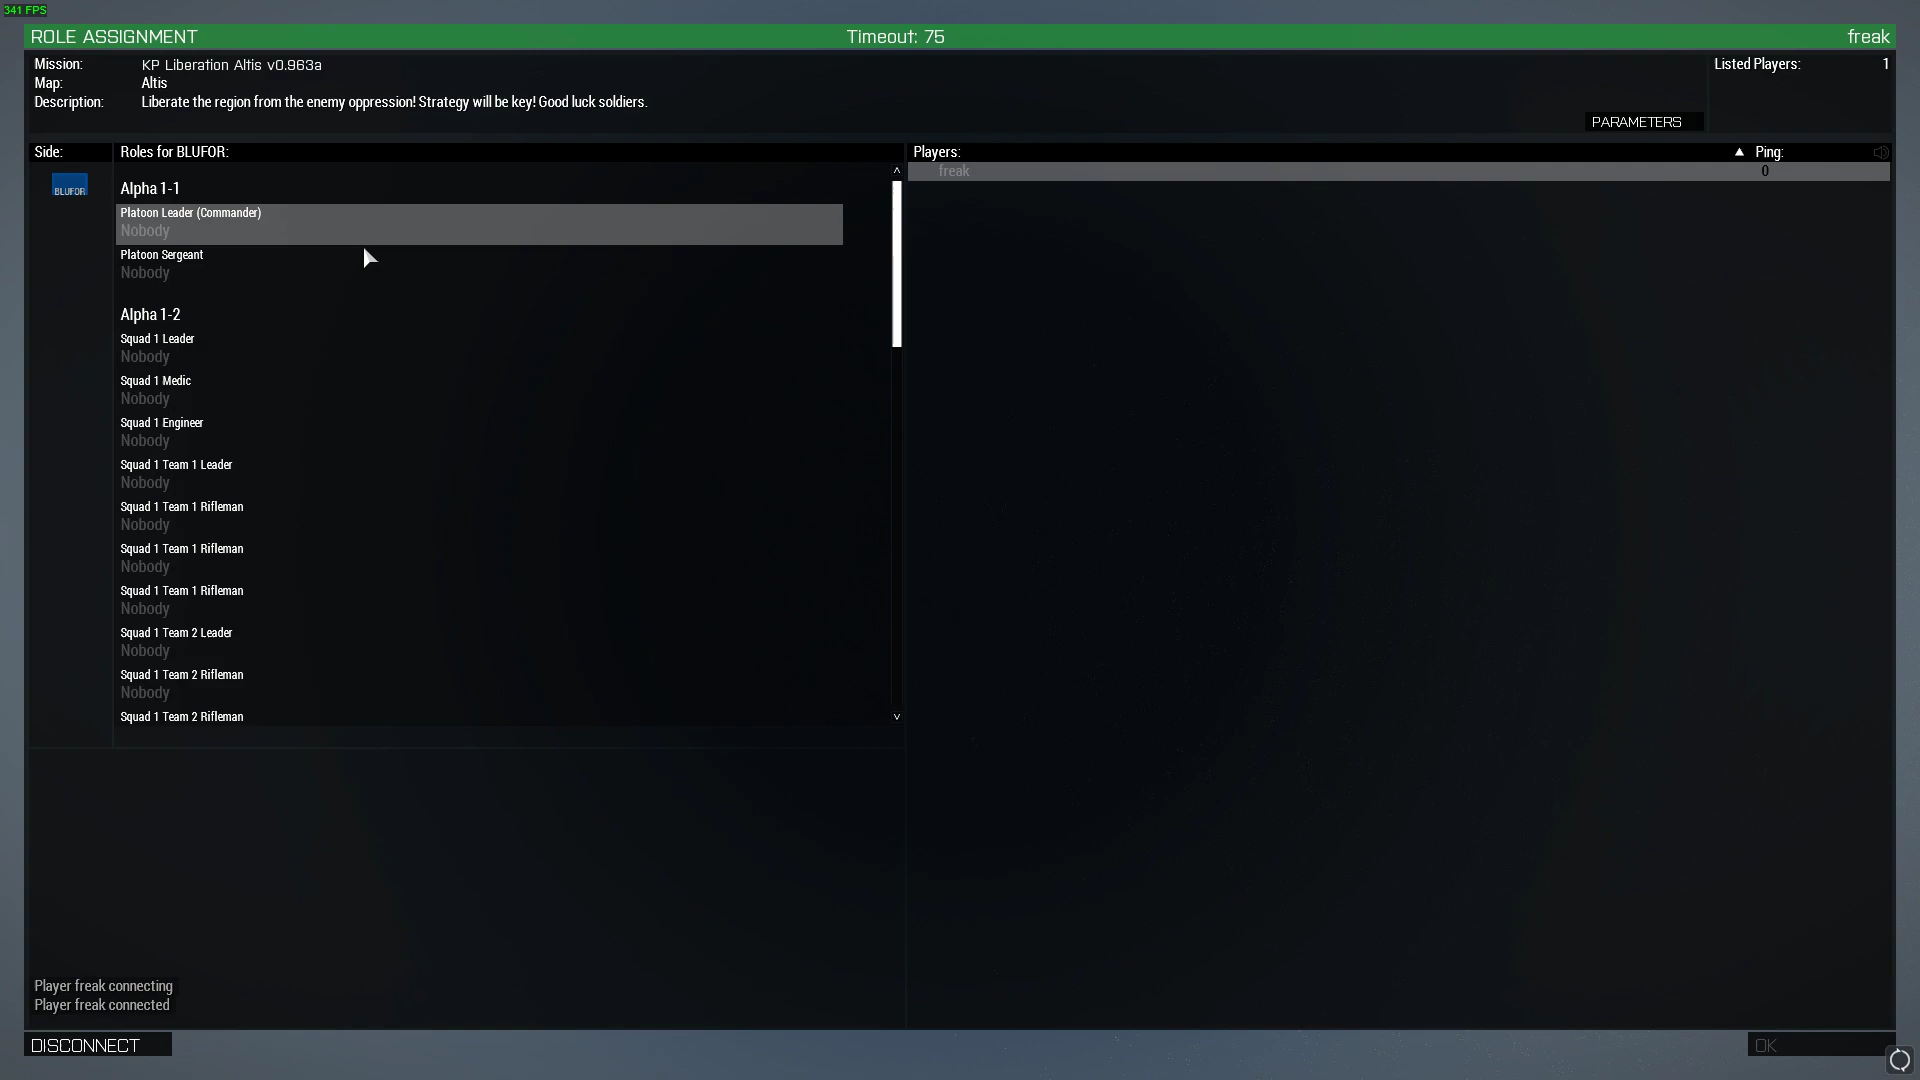 341 FPS
ROLE ASSIGNMENT
Timeout: 75
freak
Mission: KP Liberation Altis v0.963a
Map: Altis
Description: Liberate the region from the enemy oppression! Strategy will be key! Good luck soldiers.
Listed Players: 1
PARAMETERS
Side:
BLUFOR
Roles for BLUFOR:
Alpha 1-1
Platoon Leader (Commander)
Nobody
Platoon Sergeant
Nobody
Alpha 1-2
Squad 1 Leader
Nobody
Squad 1 Medic
Nobody
Squad 1 Engineer
Nobody
Squad 1 Team 1 Leader
Nobody
Squad 1 Team 1 Rifleman
Nobody
Squad 1 Team 1 Rifleman
Nobody
Squad 1 Team 1 Rifleman
Nobody
Squad 1 Team 2 Leader
Nobody
Squad 1 Team 2 Rifleman
Nobody
Squad 1 Team 2 Rifleman
Players: Ping:
freak 0
Player freak connecting
Player freak connected
DISCONNECT
OK